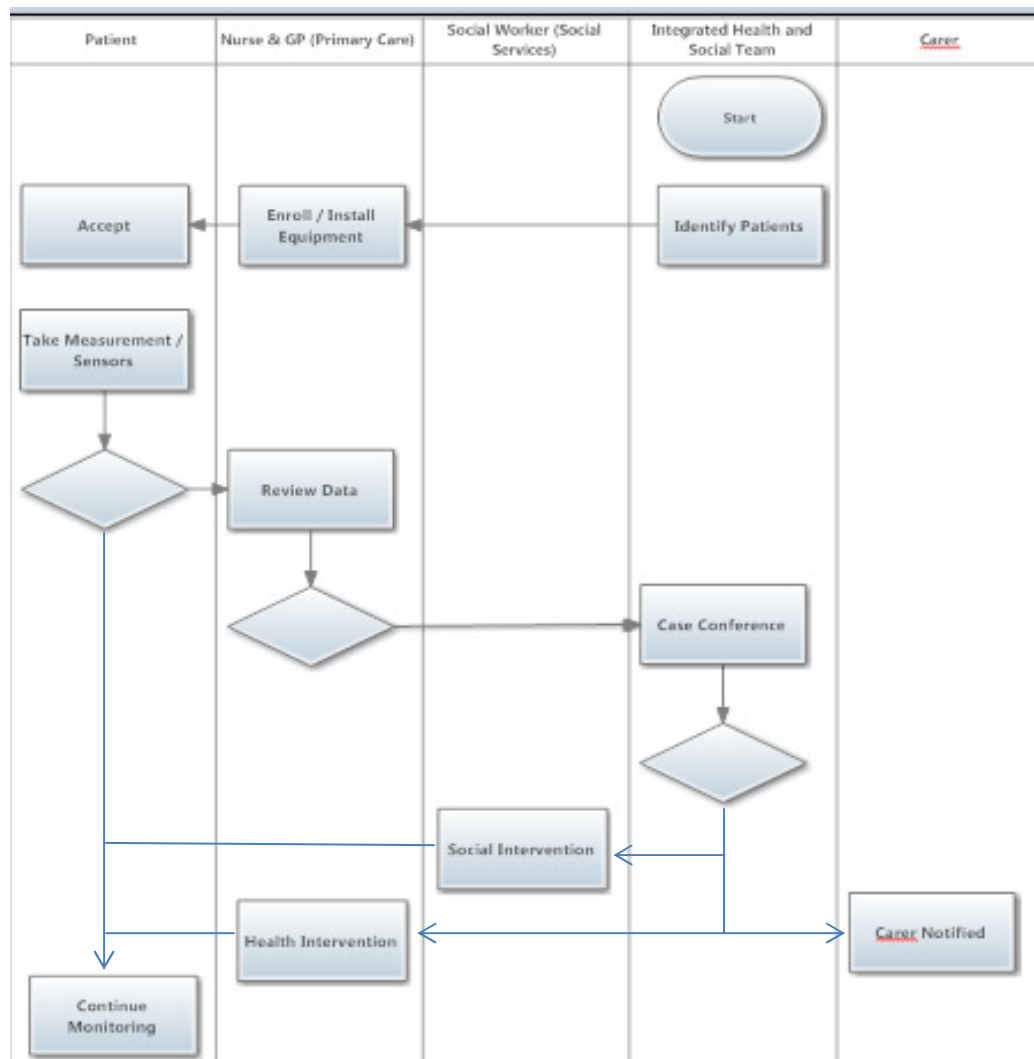 Patient
Nurse & GP (Primary Care)
Social Worker (Social
Services)
Integrated Health and
Social Team
Carer
Start
Accept
Enroll / Install
Equipment
Identify Patients
Take Measurement /
Sensors
Review Data
Case Conference
Social Intervention
Health Intervention
Carer Notified
Continue
Monitoring